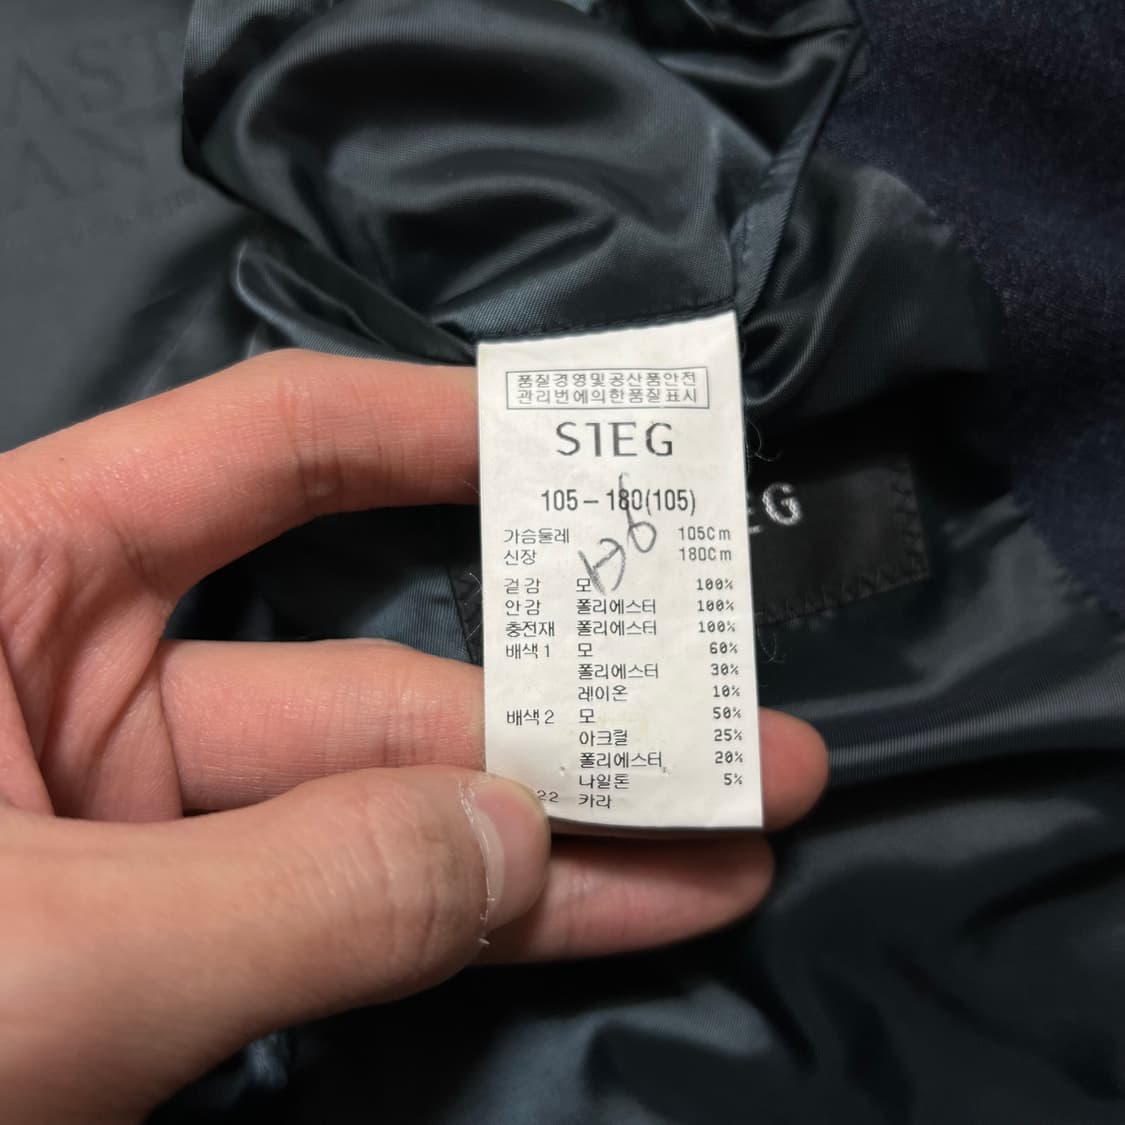 품질경영및공산품안전
관리번에의한품질표시
SIEG
105-180(105)
가슴둘레 105Cm
신장 180Cm
겉감 모 100%
안감 폴리에스터 100%
충전재 폴리에스터 100%
배색1 모 60%
폴리에스터 30%
레이온 10%
배색2 모 50%
아크릴 25%
폴리에스터 20%
나일론 5%
22 카라
EG